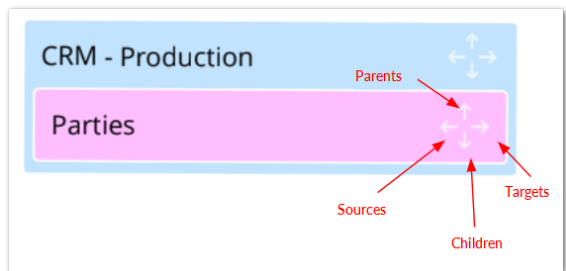 CRM - Production
Parents
Parties
Sources
Targets
Children